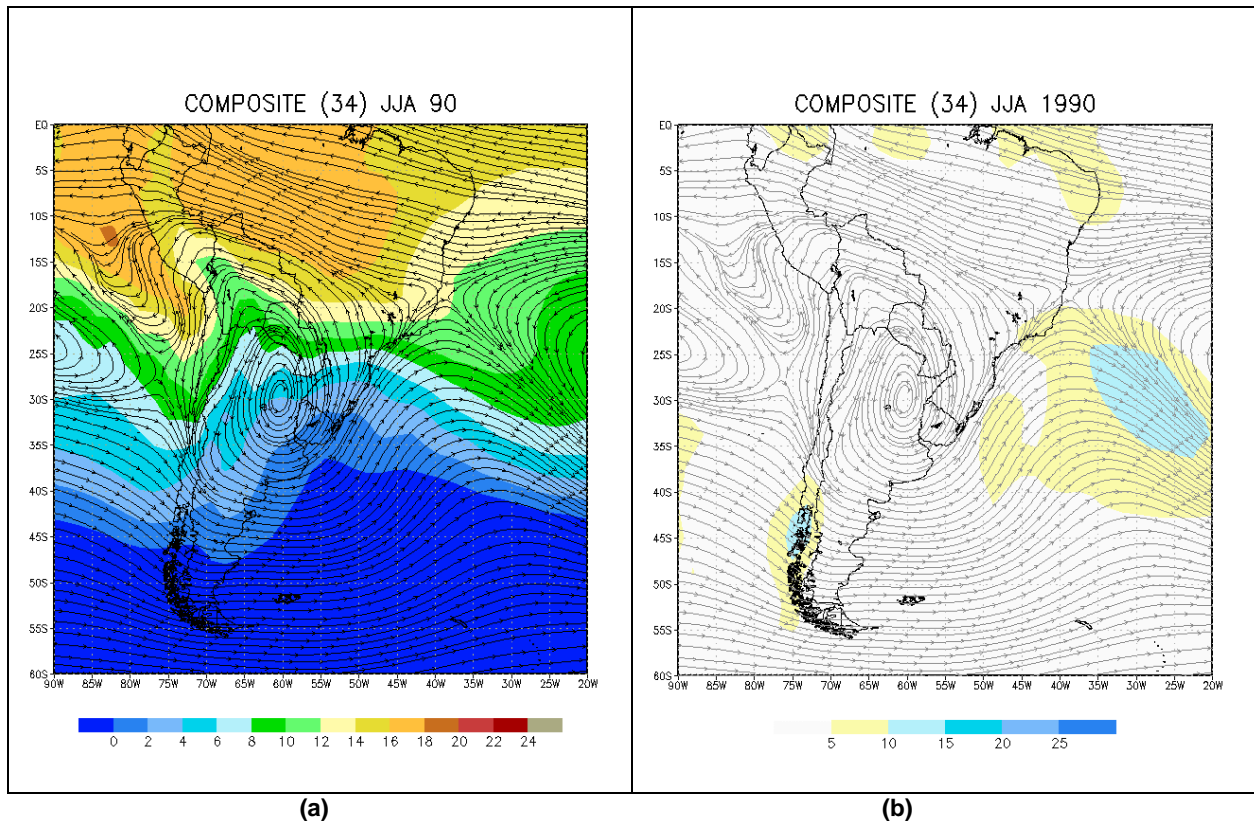 COMPOSITE (34) JJA 90
EQ
5S
10S
15S
20S
25S
30S
35S
40S
45S
50S
55S
60S
90W 85W 80W 75W 70W 65W 60W 55W 50W 45W 40W 35W 30W 25W 20W
0 2 4 6 8 10 12 14 16 18 20 22 24
(a)
COMPOSITE (34) JJA 1990
EQ
5S
10S
15S
20S
25S
30S
35S
40S
45S
50S
55S
60S
90W 85W 80W 75W 70W 65W 60W 55W 50W 45W 40W 35W 30W 25W 20W
5 10 15 20 25
(b)